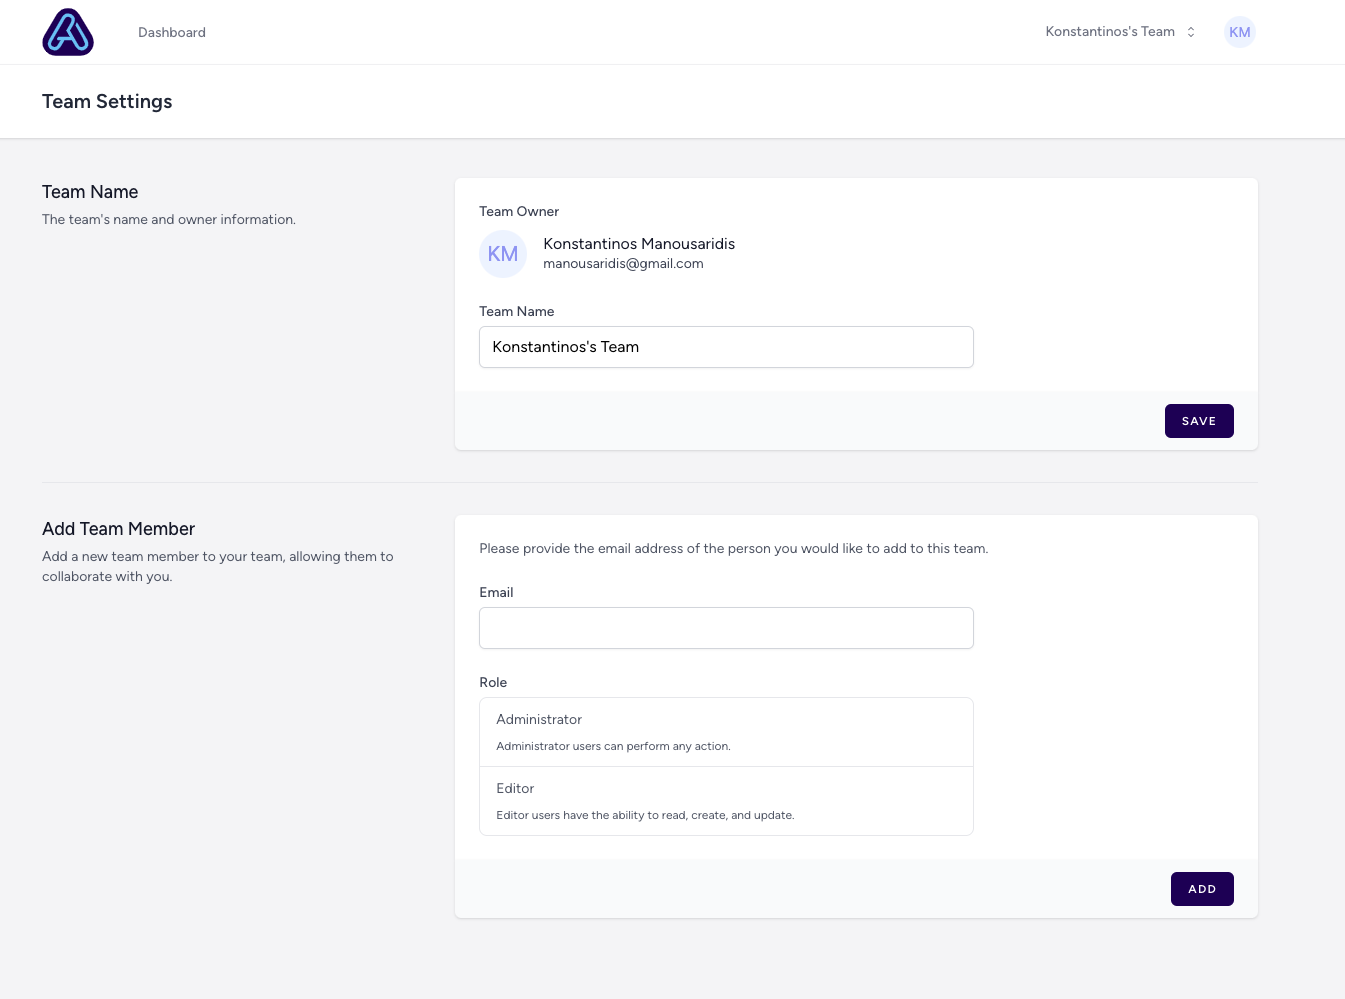 Dashboard
Konstantinos's Team
KM
Team Settings
Team Name
The team's name and owner information.
Team Owner
KM
Konstantinos Manousaridis
manousaridis@gmail.com
Team Name
Konstantinos's Team
SAVE
Add Team Member
Add a new team member to your team, allowing them to
collaborate with you.
Please provide the email address of the person you would like to add to this team.
Email
Role
Administrator
Administrator users can perform any action.
Editor
Editor users have the ability to read, create, and update.
ADD